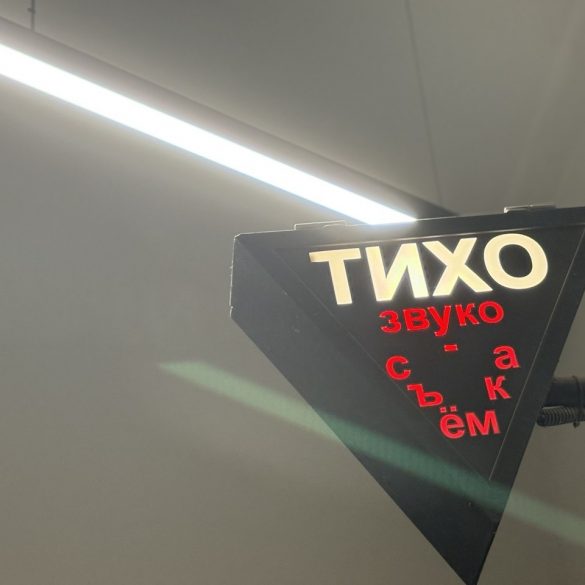 ТИХО
звуко
-
с а
ъ к
ём